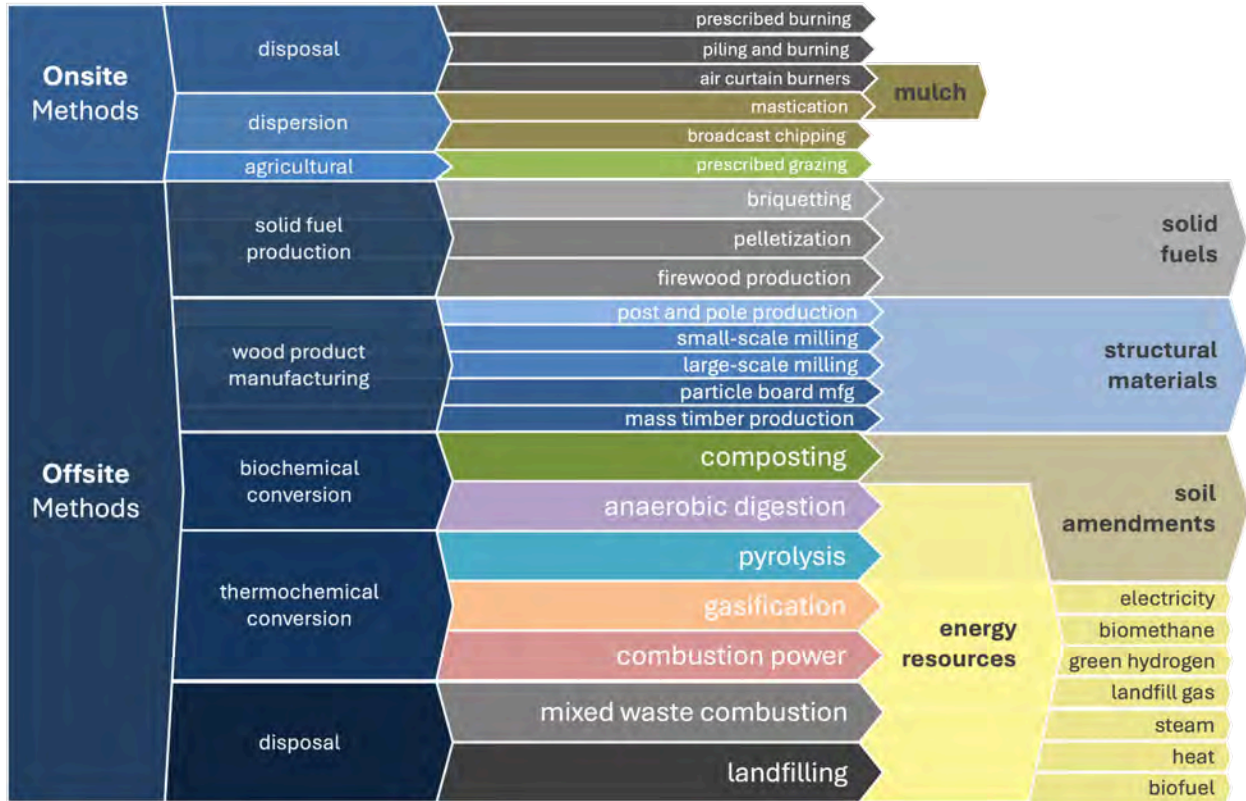 Onsite
Methods
disposal
prescribed burning
piling and burning
air curtain burners
mulch
dispersion
mastication
broadcast chipping
agricultural
prescribed grazing
Offsite
Methods
solid fuel
production
briquetting
pelletization
firewood production
solid
fuels
wood product
manufacturing
post and pole production
small-scale milling
large-scale milling
particle board mfg
mass timber production
structural
materials
biochemical
conversion
composting
anaerobic digestion
soil
amendments
thermochemical
conversion
pyrolysis
gasification
combustion power
disposal
mixed waste combustion
landfilling
energy
resources
electricity
biomethane
green hydrogen
landfill gas
steam
heat
biofuel